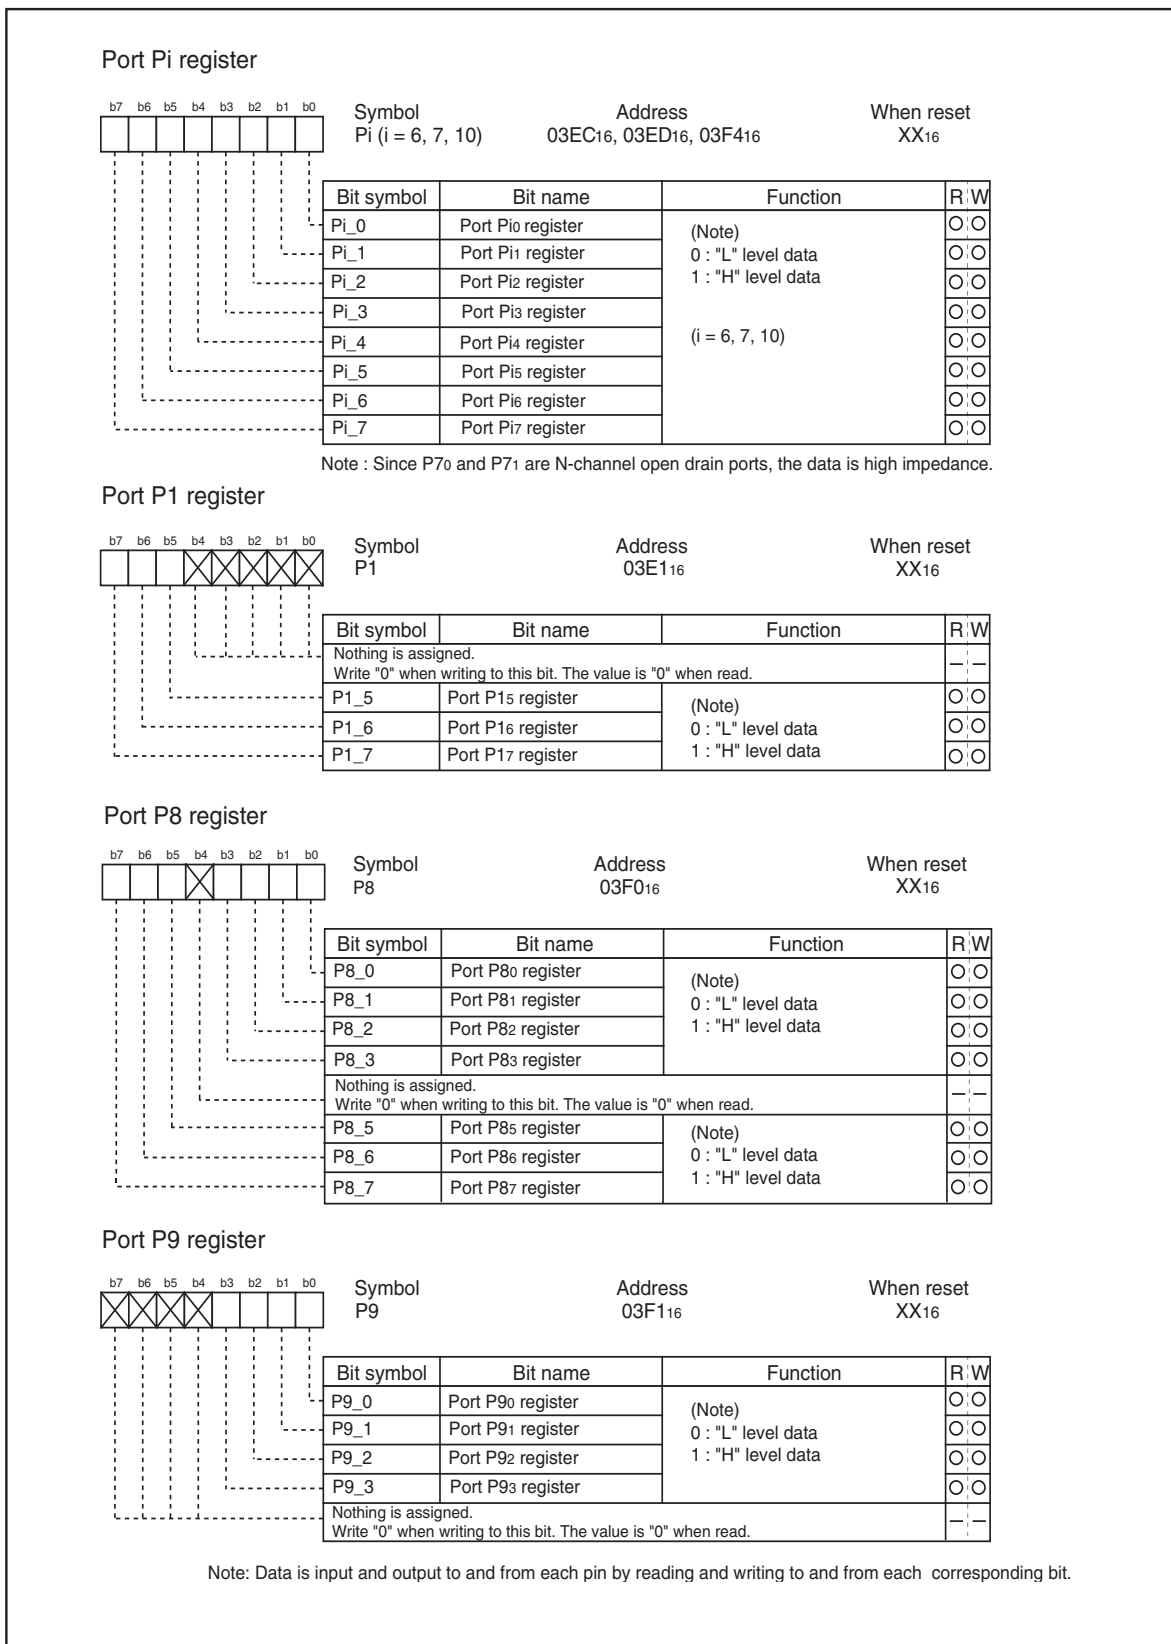 Port Pi register
b7 b6 b5 b4 b3 b2 b1 b0
Symbol Address When reset
Pi (i = 6, 7, 10) 03EC16, 03ED16, 03F416 XX16
Bit symbol Bit name Function R W
Pi_0 Port Pi0 register (Note)
Pi_1 Port Pi1 register 0 : "L" level data
Pi_2 Port Pi2 register 1 : "H" level data
Pi_3 Port Pi3 register
Pi_4 Port Pi4 register (i = 6, 7, 10)
Pi_5 Port Pi5 register
Pi_6 Port Pi6 register
Pi_7 Port Pi7 register
Note : Since P70 and P71 are N-channel open drain ports, the data is high impedance.
Port P1 register
b7 b6 b5 b4 b3 b2 b1 b0
Symbol Address When reset
P1 03E116 XX16
Bit symbol Bit name Function R W
Nothing is assigned.
Write "0" when writing to this bit. The value is "0" when read. – –
P1_5 Port P15 register (Note)
P1_6 Port P16 register 0 : "L" level data
P1_7 Port P17 register 1 : "H" level data
Port P8 register
b7 b6 b5 b4 b3 b2 b1 b0
Symbol Address When reset
P8 03F016 XX16
Bit symbol Bit name Function R W
P8_0 Port P80 register (Note)
P8_1 Port P81 register 0 : "L" level data
P8_2 Port P82 register 1 : "H" level data
P8_3 Port P83 register
Nothing is assigned.
Write "0" when writing to this bit. The value is "0" when read. – –
P8_5 Port P85 register (Note)
P8_6 Port P86 register 0 : "L" level data
P8_7 Port P87 register 1 : "H" level data
Port P9 register
b7 b6 b5 b4 b3 b2 b1 b0
Symbol Address When reset
P9 03F116 XX16
Bit symbol Bit name Function R W
P9_0 Port P90 register (Note)
P9_1 Port P91 register 0 : "L" level data
P9_2 Port P92 register 1 : "H" level data
P9_3 Port P93 register
Nothing is assigned.
Write "0" when writing to this bit. The value is "0" when read. – –
Note: Data is input and output to and from each pin by reading and writing to and from each corresponding bit.